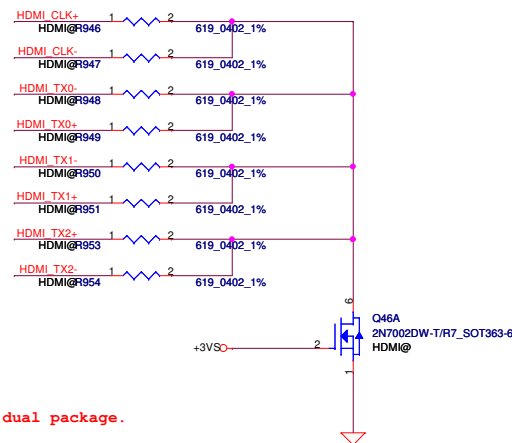 HDMI_CLK+ 1 2
HDMI@R946 619_0402_1%
HDMI_CLK- 1 2
HDMI@R947 619_0402_1%
HDMI_TX0- 1 2
HDMI@R948 619_0402_1%
HDMI_TX0+ 1 2
HDMI@R949 619_0402_1%
HDMI_TX1- 1 2
HDMI@R950 619_0402_1%
HDMI_TX1+ 1 2
HDMI@R951 619_0402_1%
HDMI_TX2+ 1 2
HDMI@R953 619_0402_1%
HDMI_TX2- 1 2
HDMI@R954 619_0402_1%
6
Q46A
2N7002DW-T/R7_SOT363-6
HDMI@
+3VS 2
1
dual package.